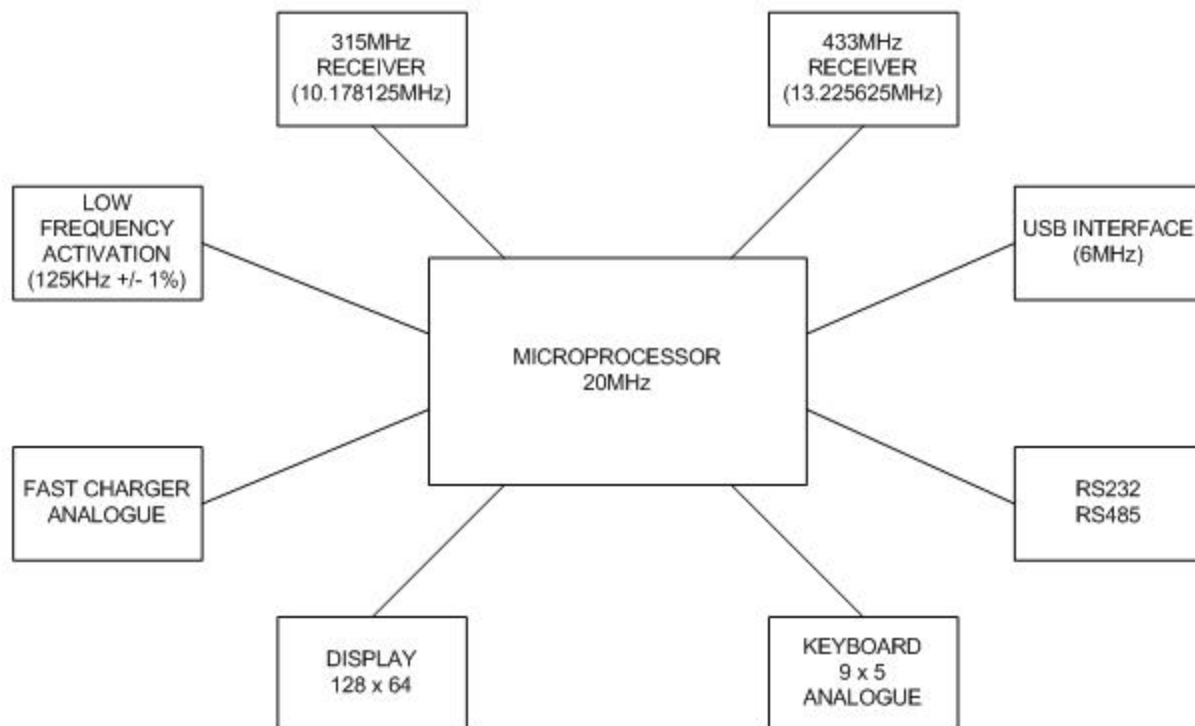 315MHz
RECEIVER
(10.178125MHz)
433MHz
RECEIVER
(13.225625MHz)
LOW
FREQUENCY
ACTIVATION
(125KHz +/- 1%)
USB INTERFACE
(6MHz)
MICROPROCESSOR
20MHz
FAST CHARGER
ANALOGUE
RS232
RS485
DISPLAY
128 x 64
KEYBOARD
9 x 5
ANALOGUE